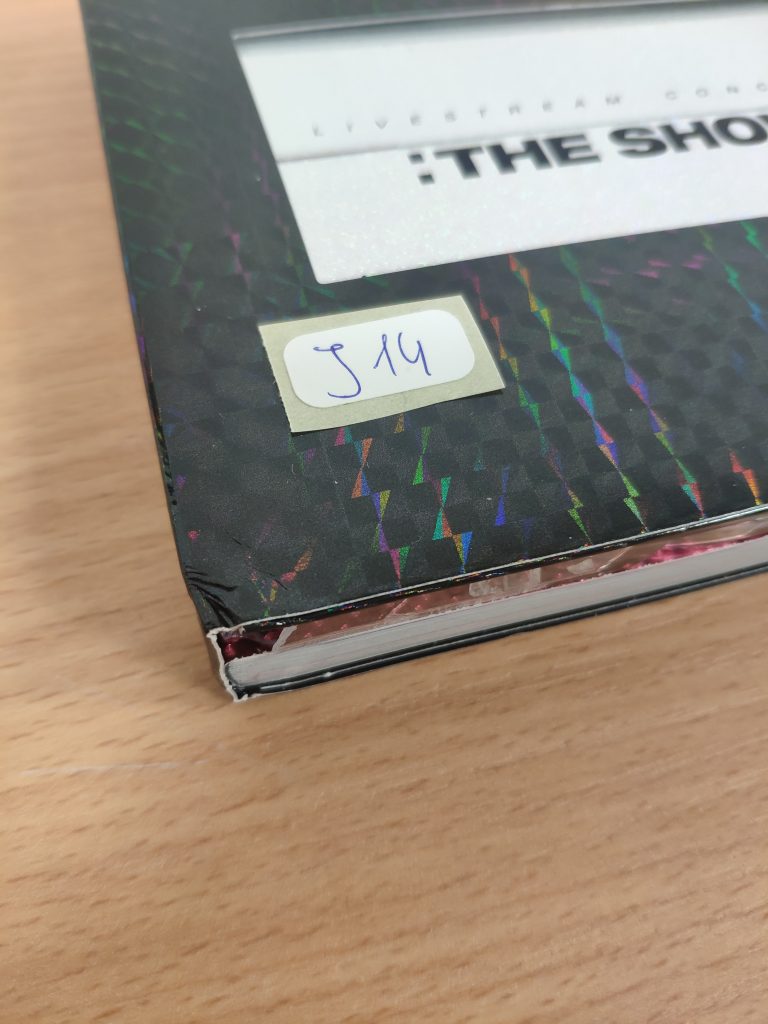 LIVESTREAM CONC
:THE SHO
J 14